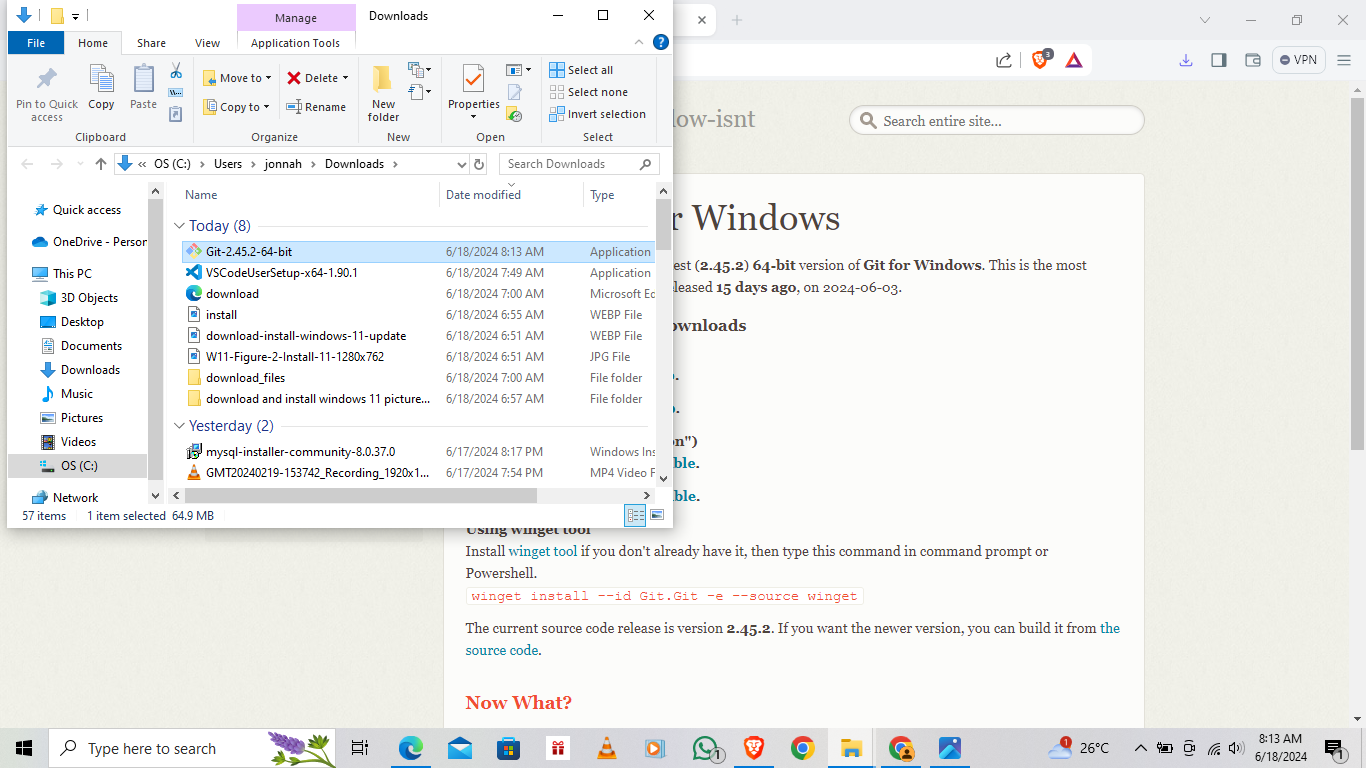 Manage
Downloads
File
Home
Share
View
Application Tools
Pin to Quick access
Copy
Paste
Move to
Copy to
Delete
Rename
New folder
Properties
Select all
Select none
Invert selection
Clipboard
Organize
New
Open
Select
« OS (C:) > Users > jonnah > Downloads >
Search Downloads
Quick access
OneDrive - Person
This PC
3D Objects
Desktop
Documents
Downloads
Music
Pictures
Videos
OS (C:)
Network
Name
Date modified
Type
Today (8)
Git-2.45.2-64-bit 6/18/2024 8:13 AM Application
VSCodeUserSetup-x64-1.90.1 6/18/2024 7:49 AM Application
download 6/18/2024 7:00 AM Microsoft Ed
install 6/18/2024 6:55 AM WEBP File
download-install-windows-11-update 6/18/2024 6:51 AM WEBP File
W11-Figure-2-Install-11-1280x762 6/18/2024 6:51 AM JPG File
download_files 6/18/2024 7:00 AM File folder
download and install windows 11 picture... 6/18/2024 6:57 AM File folder
Yesterday (2)
mysql-installer-community-8.0.37.0 6/17/2024 8:17 PM Windows Ins
GMT20240219-153742_Recording_1920x1... 6/17/2024 7:54 PM MP4 Video F
57 items 1 item selected 64.9 MB
3
VPN
low-isnt
Search entire site...
r Windows
est (2.45.2) 64-bit version of Git for Windows. This is the most
leased 15 days ago, on 2024-06-03.
ownloads
on")
ble.
ble.
Using winget tool
Install winget tool if you don't already have it, then type this command in command prompt or
Powershell.
winget install --id Git.Git -e --source winget
The current source code release is version 2.45.2. If you want the newer version, you can build it from the
source code.
Now What?
Type here to search
1
1
26°C
8:13 AM
6/18/2024
1